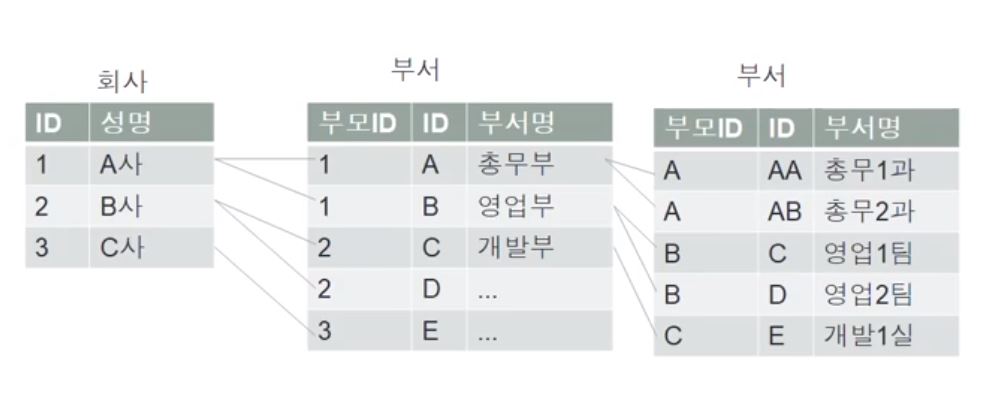 회사
ID 성명
1 A사
2 B사
3 C사
부서
부모ID ID 부서명
1 A 총무부
1 B 영업부
2 C 개발부
2 D ...
3 E ...
부서
부모ID ID 부서명
A AA 총무1과
A AB 총무2과
B C 영업1팀
B D 영업2팀
C E 개발1실